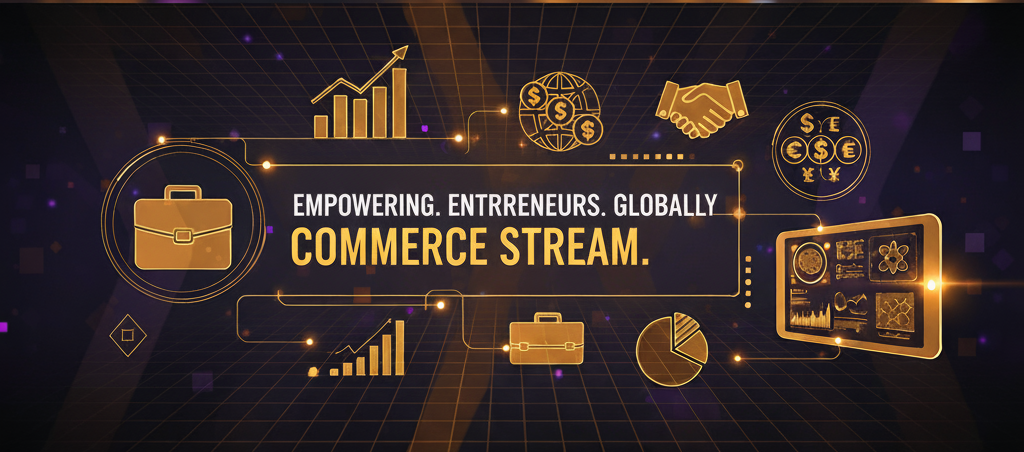 EMPOWERING. ENTRRENEURS. GLOBALLY
COMMERCE STREAM.
$ $ $
$ £
€ $ £
¥ ¥